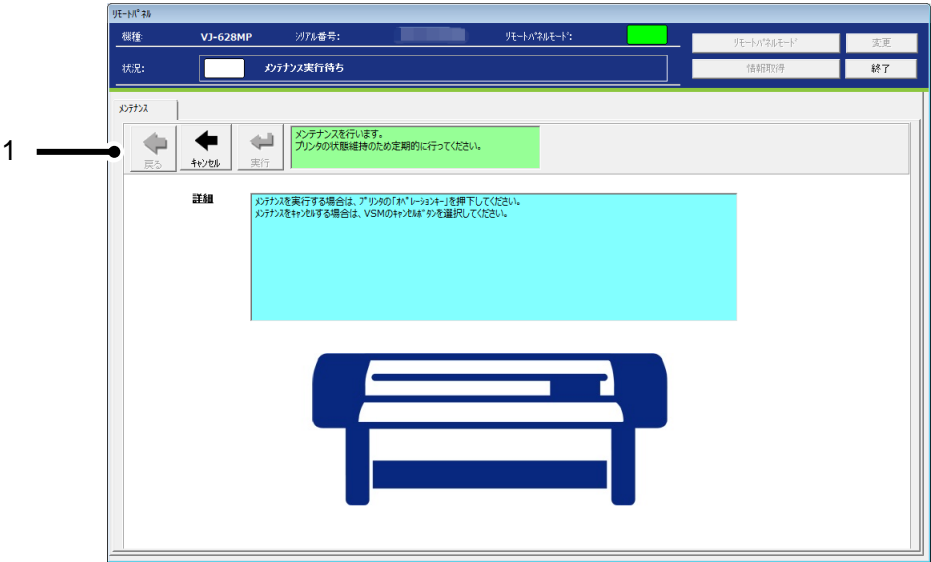 ﾘﾓｰﾄﾊﾟﾈﾙ
機種:
VJ-628MP
ｼﾘｱﾙ番号:
ﾘﾓｰﾄﾊﾟﾈﾙﾓｰﾄﾞ:
ﾘﾓｰﾄﾊﾟﾈﾙﾓｰﾄﾞ
変更
状況:
ﾒﾝﾃﾅﾝｽ実行待ち
情報取得
終了
ﾒﾝﾃﾅﾝｽ
1
戻る
ｷｬﾝｾﾙ
実行
メンテナンスを行います。
プリンタの状態維持のため定期的に行ってください。
詳細
ﾒﾝﾃﾅﾝｽを実行する場合は、ﾌﾟﾘﾝﾀの「ｵﾍﾟﾚｰｼｮﾝｷｰ」を押下してください。
ﾒﾝﾃﾅﾝｽをｷｬﾝｾﾙする場合は、VSMのｷｬﾝｾﾙﾎﾞﾀﾝを選択してください。